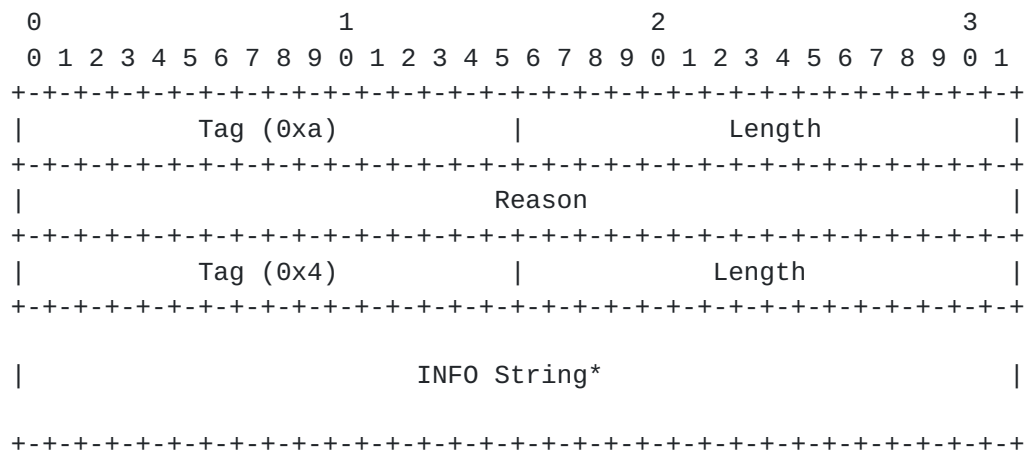 0                   1                   2                   3
 0 1 2 3 4 5 6 7 8 9 0 1 2 3 4 5 6 7 8 9 0 1 2 3 4 5 6 7 8 9 0 1
+-+-+-+-+-+-+-+-+-+-+-+-+-+-+-+-+-+-+-+-+-+-+-+-+-+-+-+-+-+-+-+-+
|           Tag (0xa)           |             Length            |
+-+-+-+-+-+-+-+-+-+-+-+-+-+-+-+-+-+-+-+-+-+-+-+-+-+-+-+-+-+-+-+-+
|                              Reason                           |
+-+-+-+-+-+-+-+-+-+-+-+-+-+-+-+-+-+-+-+-+-+-+-+-+-+-+-+-+-+-+-+-+
|           Tag (0x4)           |            Length             |
+-+-+-+-+-+-+-+-+-+-+-+-+-+-+-+-+-+-+-+-+-+-+-+-+-+-+-+-+-+-+-+-+
|                         INFO String*                          |
+-+-+-+-+-+-+-+-+-+-+-+-+-+-+-+-+-+-+-+-+-+-+-+-+-+-+-+-+-+-+-+-+